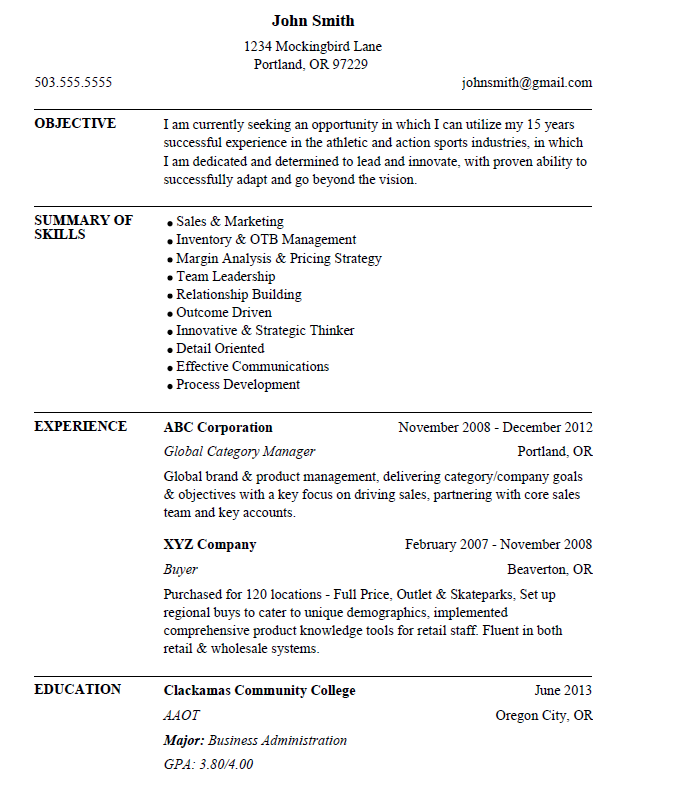 John Smith
1234 Mockingbird Lane
Portland, OR 97229
503.555.5555 johnsmith@gmail.com
OBJECTIVE I am currently seeking an opportunity in which I can utilize my 15 years
successful experience in the athletic and action sports industries, in which
I am dedicated and determined to lead and innovate, with proven ability to
successfully adapt and go beyond the vision.
SUMMARY OF
SKILLS
• Sales & Marketing
• Inventory & OTB Management
• Margin Analysis & Pricing Strategy
• Team Leadership
• Relationship Building
• Outcome Driven
• Innovative & Strategic Thinker
• Detail Oriented
• Effective Communications
• Process Development
EXPERIENCE ABC Corporation November 2008 - December 2012
Global Category Manager Portland, OR
Global brand & product management, delivering category/company goals
& objectives with a key focus on driving sales, partnering with core sales
team and key accounts.
XYZ Company February 2007 - November 2008
Buyer Beaverton, OR
Purchased for 120 locations - Full Price, Outlet & Skateparks, Set up
regional buys to cater to unique demographics, implemented
comprehensive product knowledge tools for retail staff. Fluent in both
retail & wholesale systems.
EDUCATION Clackamas Community College June 2013
AAOT Oregon City, OR
Major: Business Administration
GPA: 3.80/4.00